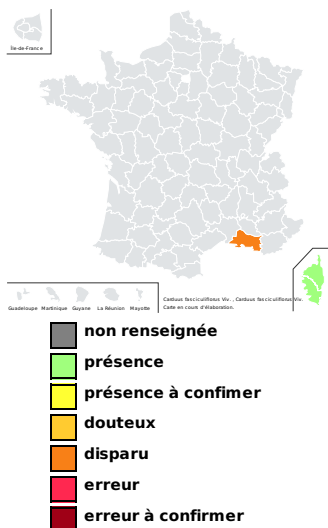 Île-de-France
Guadeloupe Martinique Guyane La Réunion Mayotte
Carduus fasciculiflorus Viv. , Carduus fasciculiflorus Viv.
Carte en cours d'élaboration.
non renseignée
présence
présence à confimer
douteux
disparu
erreur
erreur à confirmer